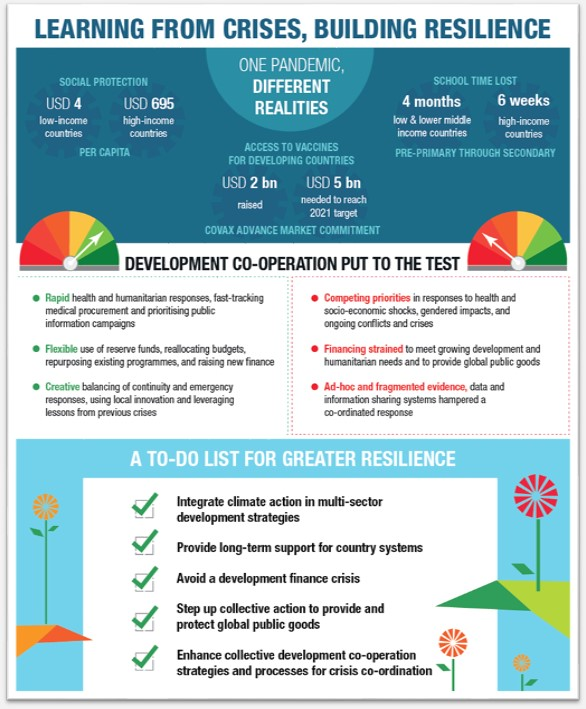 LEARNING FROM CRISES, BUILDING RESILIENCE
ONE PANDEMIC,
DIFFERENT
REALITIES
SOCIAL PROTECTION
USD 4
low-income
countries
USD 695
high-income
countries
PER CAPITA
ACCESS TO VACCINES
FOR DEVELOPING COUNTRIES
USD 2 bn
raised
USD 5 bn
needed to reach
2021 target
COVAX ADVANCE MARKET COMMITMENT
SCHOOL TIME LOST
4 months
low & lower middle
income countries
6 weeks
high-income
countries
PRE-PRIMARY THROUGH SECONDARY
DEVELOPMENT CO-OPERATION PUT TO THE TEST
Rapid health and humanitarian responses, fast-tracking
medical procurement and prioritising public
information campaigns
Flexible use of reserve funds, reallocating budgets,
repurposing existing programmes, and raising new finance
Creative balancing of continuity and emergency
responses, using local innovation and leveraging
lessons from previous crises
Competing priorities in responses to health and
socio-economic shocks, gendered impacts, and
ongoing conflicts and crises
Financing strained to meet growing development and
humanitarian needs and to provide global public goods
Ad-hoc and fragmented evidence, data and
information sharing systems hampered a
co-ordinated response
A TO-DO LIST FOR GREATER RESILIENCE
Integrate climate action in multi-sector
development strategies
Provide long-term support for country systems
Avoid a development finance crisis
Step up collective action to provide and
protect global public goods
Enhance collective development co-operation
strategies and processes for crisis co-ordination